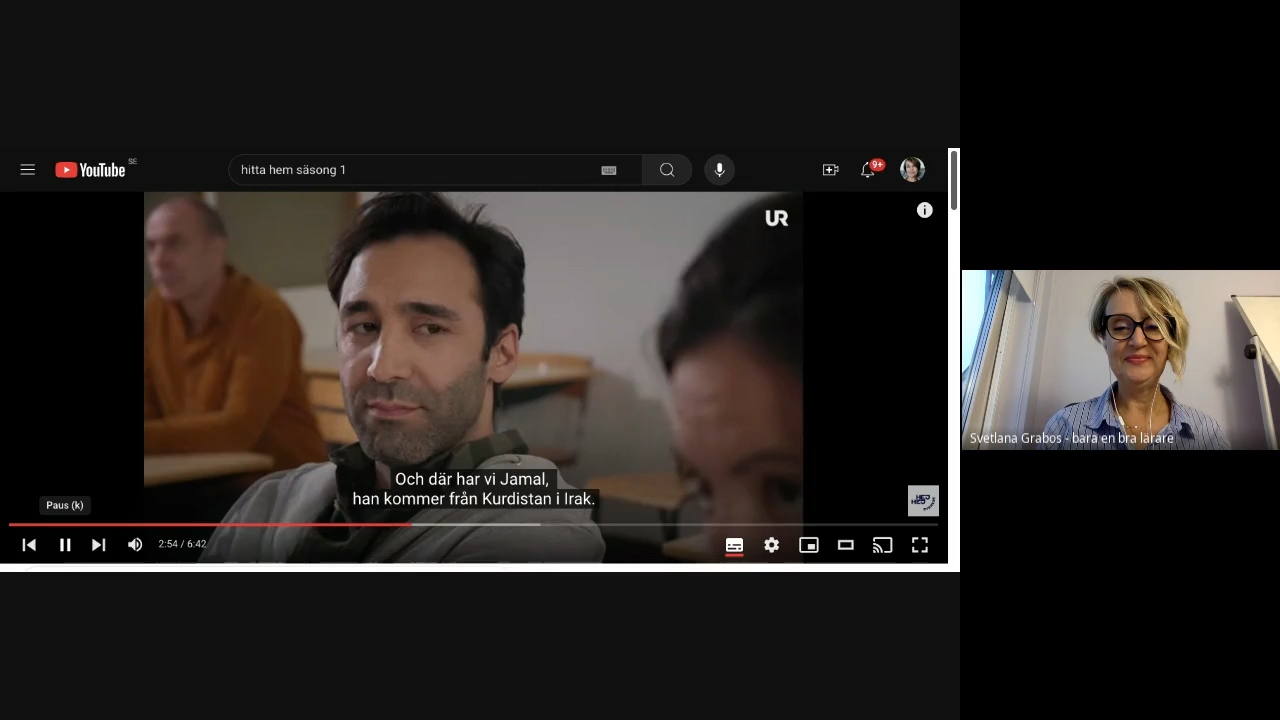 YouTube SE
hitta hem säsong 1
9+
UR
i
Och där har vi Jamal,
han kommer från Kurdistan i Irak.
Paus (k)
2:54 / 6:42
Svetlana Grabos - bara en bra lärare